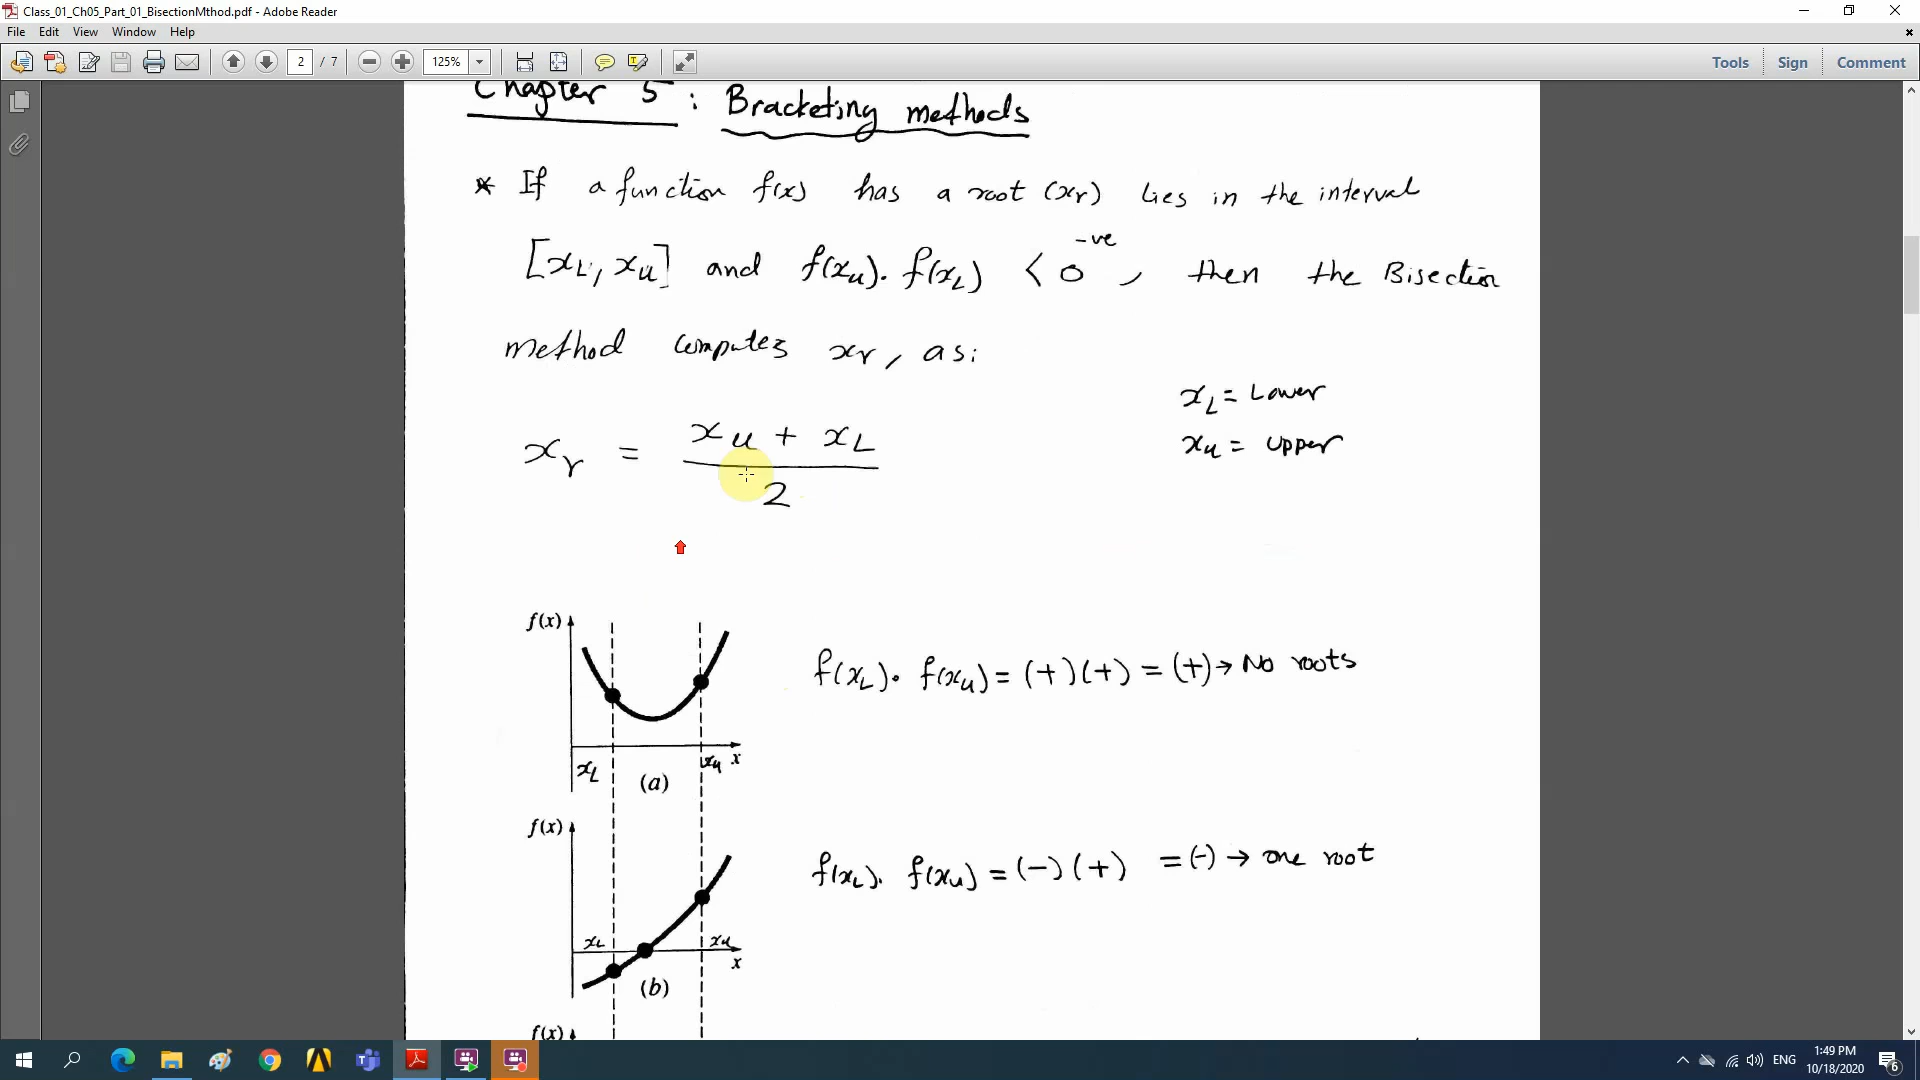 Class_01_Ch05_Part_01_BisectionMthod.pdf - Adobe Reader
File Edit View Window Help
2 / 7 125% Tools Sign Comment
Chapter 5 : Bracketing methods
* If a function f(x) has a root (xr) lies in the interval
-ve
[xL, xu] and f(xu). f(xL) < 0, then the Bisection
method computes xr, as:
xL = Lower
xu = upper
xr = xu + xL
2
f(x)
f(xL). f(xu) = (+)(+) = (+) → No roots
xL xu x
(a)
f(x)
f(xL). f(xu) = (-)(+) = (-) → one root
xL xu
x
(b)
f(x)
ENG 1:49 PM
10/18/2020
6